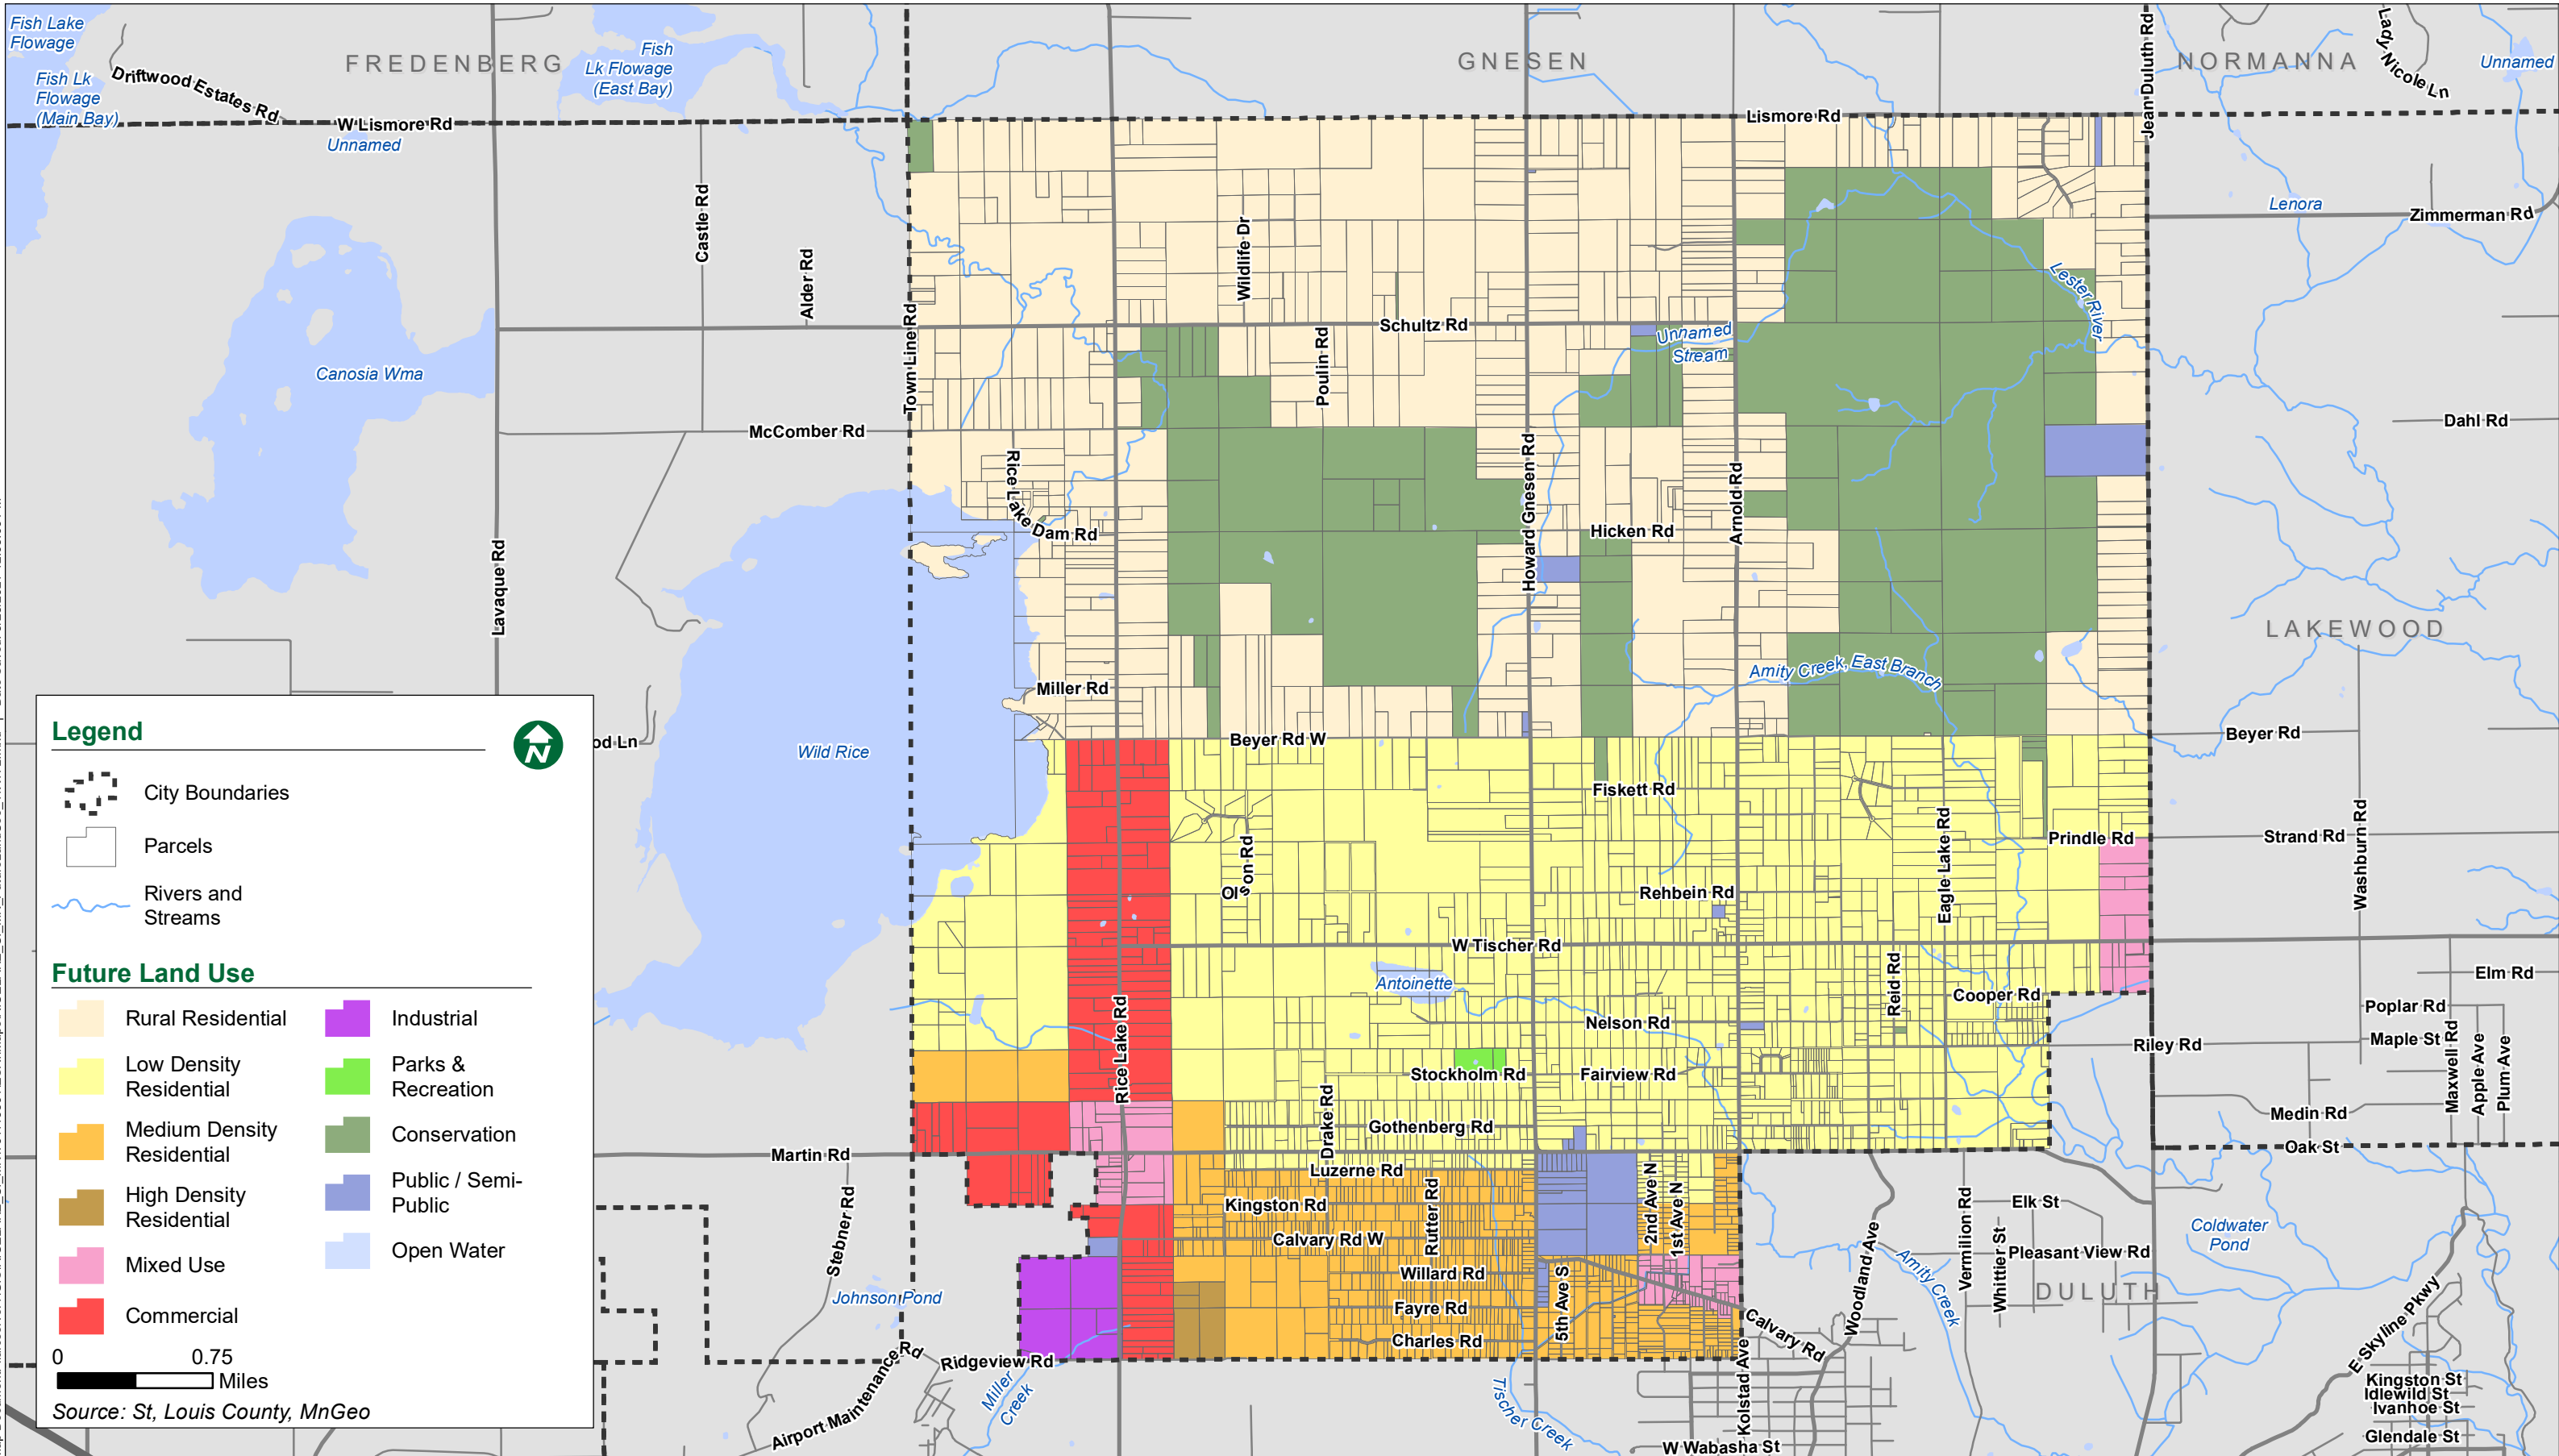 Fish Lake
Flowage
FREDENBERG
Fish
Lk Flowage
(East Bay)
GNESEN
NORMANNA
Lady Nicole Ln
Unnamed
Jean Duluth Rd
Fish Lk
Flowage
(Main Bay)
Driftwood Estates Rd
W Lismore Rd
Unnamed
Lismore Rd
Castle Rd
Alder Rd
Wildlife Dr
Lenora
Zimmerman Rd
Lester River
Town Line Rd
Schultz Rd
Unnamed
Stream
Poulin Rd
Canosia Wma
McComber Rd
Dahl Rd
Rice Lake Dam Rd
Howard Gnesen Rd
Arnold Rd
Hicken Rd
Lavaque Rd
LAKEWOOD
Miller Rd
Amity Creek, East Branch
od Ln
Wild Rice
Beyer Rd W
Beyer Rd
Fiskett Rd
Olson Rd
Eagle Lake Rd
Prindle Rd
Strand Rd
Washburn Rd
Rehbein Rd
W Tischer Rd
Antoinette
Reid Rd
Cooper Rd
Elm Rd
Poplar Rd
Maple St
Maxwell Rd
Apple Ave
Plum Ave
Rice Lake Rd
Nelson Rd
Riley Rd
Stockholm Rd
Fairview Rd
Drake Rd
Gothenberg Rd
Medin Rd
Oak St
Martin Rd
Luzerne Rd
Stebner Rd
Kingston Rd
Rutter Rd
2nd Ave N
1st Ave N
Calvary Rd W
Willard Rd
5th Ave S
Fayre Rd
Charles Rd
Calvary Rd
Woodland Ave
Vermilion Rd
Elk St
Whittier St
Pleasant View Rd
DULUTH
Coldwater
Pond
Amity Creek
Johnson Pond
Airport Maintenance Rd
Ridgeview Rd
Miller
Creek
Tischer Creek
Kolstad Ave
W Wabasha St
E Skyline Pkwy
Kingston St
Idlewild St
Ivanhoe St
Glendale St
Legend
N
City Boundaries
Parcels
Rivers and
Streams
Future Land Use
Rural Residential
Low Density
Residential
Medium Density
Residential
High Density
Residential
Mixed Use
Commercial
Industrial
Parks &
Recreation
Conservation
Public / Semi-
Public
Open Water
0 0.75
Miles
Source: St, Louis County, MnGeo